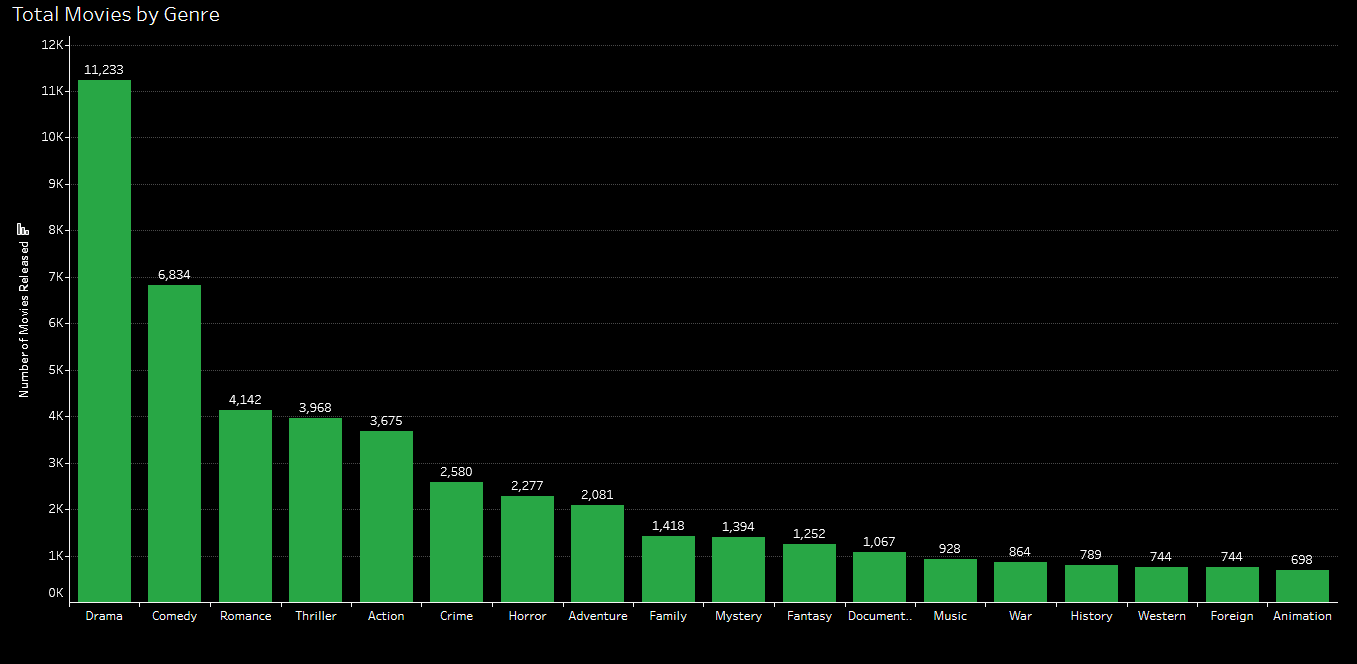 Total Movies by Genre
Number of Movies Released
12K
11K
10K
9K
8K
7K
6K
5K
4K
3K
2K
1K
0K
11,233
6,834
4,142
3,968
3,675
2,580
2,277
2,081
1,418
1,394
1,252
1,067
928
864
789
744
744
698
Drama Comedy Romance Thriller Action Crime Horror Adventure Family Mystery Fantasy Document.. Music War History Western Foreign Animation